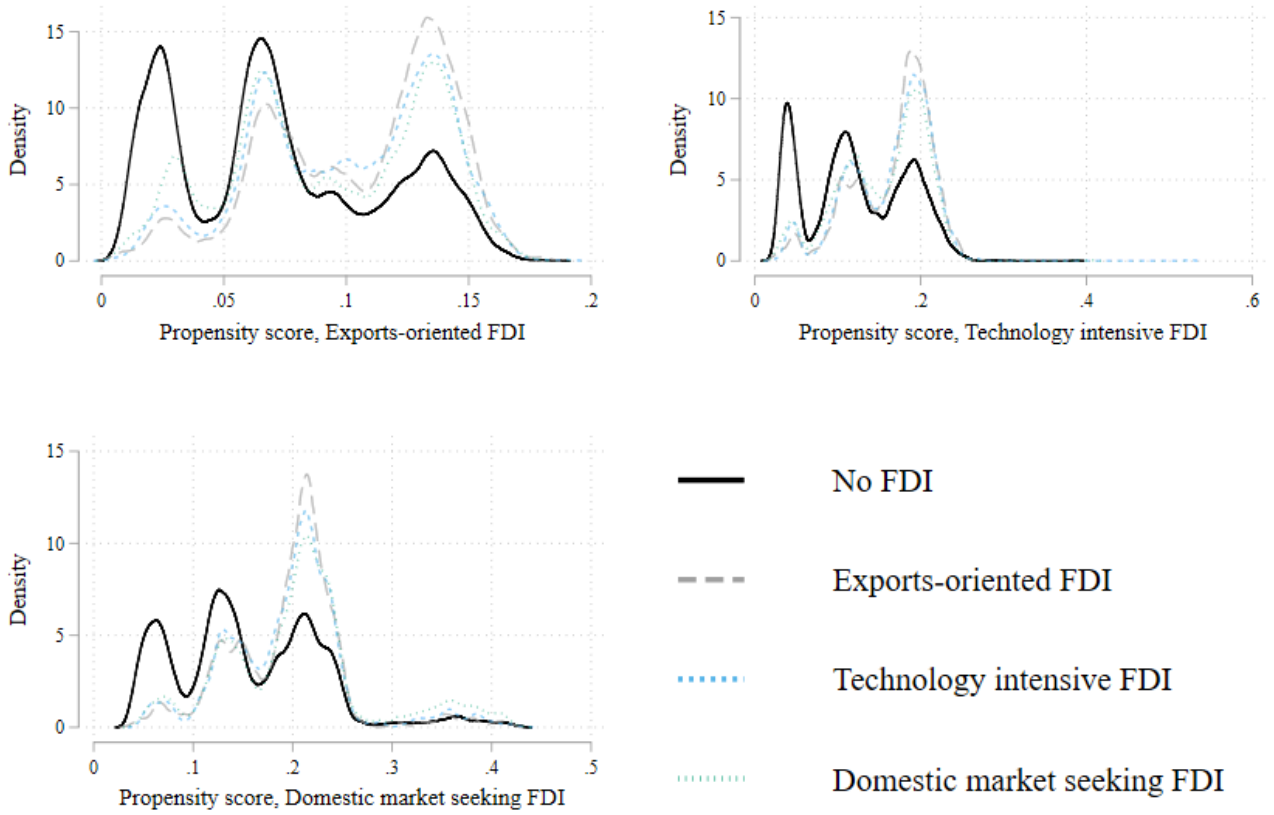 15
10
5
0
Density
0 .05 .1 .15 .2
Propensity score, Exports-oriented FDI
15
10
5
0
Density
0 .2 .4 .6
Propensity score, Technology intensive FDI
15
10
5
0
Density
0 .1 .2 .3 .4 .5
Propensity score, Domestic market seeking FDI
No FDI
Exports-oriented FDI
Technology intensive FDI
Domestic market seeking FDI